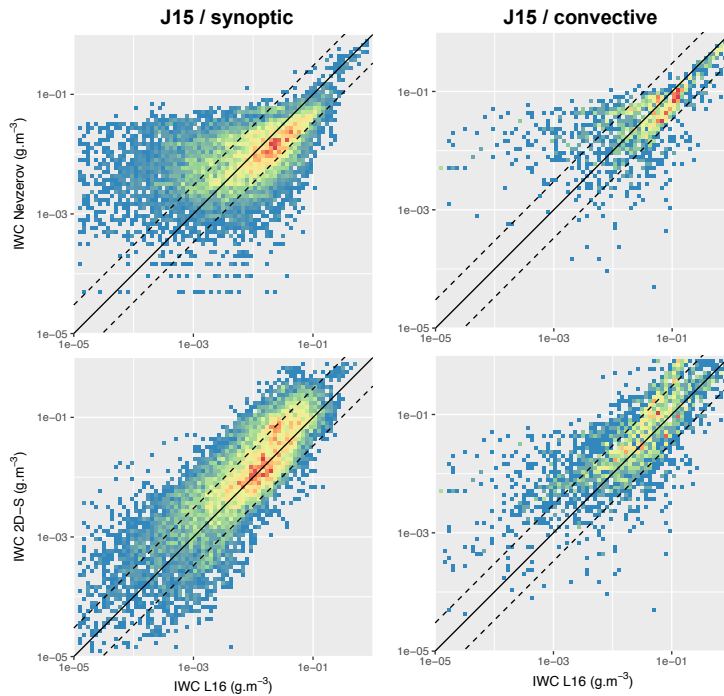 J15 / synoptic
J15 / convective
IWC Nevzerov (g.m⁻³)
1e−01
1e−03
1e−05
1e−05
1e−03
1e−01
1e−01
1e−03
1e−05
1e−05
1e−03
1e−01
IWC 2D−S (g.m⁻³)
1e−01
1e−03
1e−05
1e−05
1e−03
1e−01
IWC L16 (g.m⁻³)
1e−01
1e−03
1e−05
1e−05
1e−03
1e−01
IWC L16 (g.m⁻³)